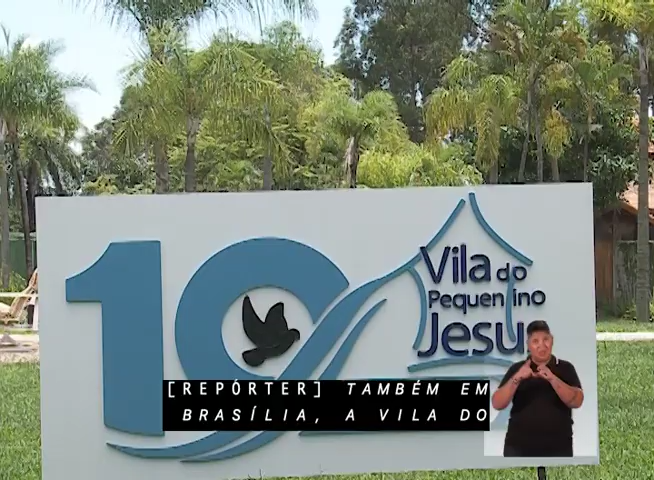 10
Vila do
Pequenino
Jesus
[REPÓRTER] TAMBÉM EM
BRASÍLIA, A VILA DO